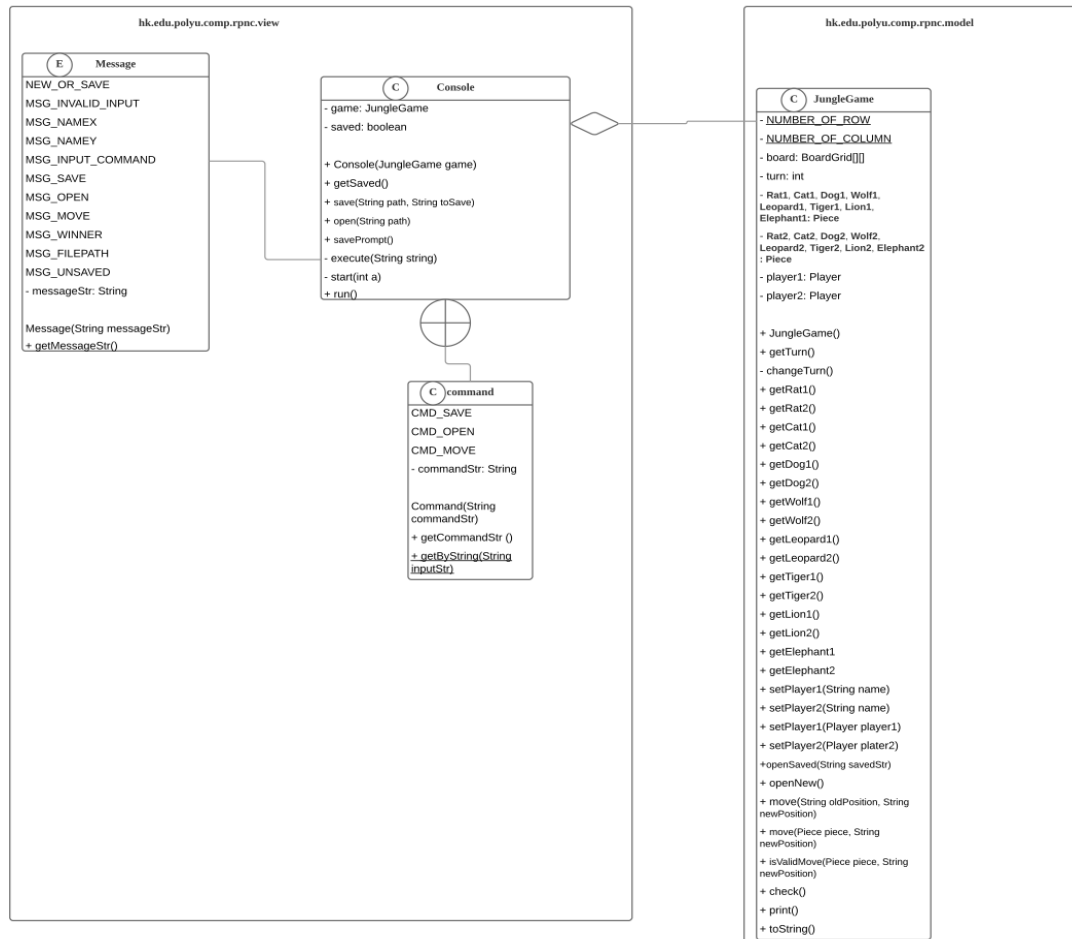 hk.edu.polyu.comp.rpnc.view
E Message
NEW_OR_SAVE
MSG_INVALID_INPUT
MSG_NAMEX
MSG_NAMEY
MSG_INPUT_COMMAND
MSG_SAVE
MSG_OPEN
MSG_MOVE
MSG_WINNER
MSG_FILEPATH
MSG_UNSAVED
- messageStr: String
Message(String messageStr)
+ getMessageStr()
C Console
- game: JungleGame
- saved: boolean
+ Console(JungleGame game)
+ getSaved()
+ save(String path, String toSave)
+ open(String path)
+ savePrompt()
- execute(String string)
- start(int a)
+ run()
C command
CMD_SAVE
CMD_OPEN
CMD_MOVE
- commandStr: String
Command(String
commandStr)
+ getCommandStr ()
+ getByString(String
inputStr)
hk.edu.polyu.comp.rpnc.model
C JungleGame
- NUMBER_OF_ROW
- NUMBER_OF_COLUMN
- board: BoardGrid[][]
- turn: int
- Rat1, Cat1, Dog1, Wolf1,
Leopard1, Tiger1, Lion1,
Elephant1: Piece
- Rat2, Cat2, Dog2, Wolf2,
Leopard2, Tiger2, Lion2, Elephant2
: Piece
- player1: Player
- player2: Player
+ JungleGame()
+ getTurn()
- changeTurn()
+ getRat1()
+ getRat2()
+ getCat1()
+ getCat2()
+ getDog1()
+ getDog2()
+ getWolf1()
+ getWolf2()
+ getLeopard1()
+ getLeopard2()
+ getTiger1()
+ getTiger2()
+ getLion1()
+ getLion2()
+ getElephant1
+ getElephant2
+ setPlayer1(String name)
+ setPlayer2(String name)
+ setPlayer1(Player player1)
+ setPlayer2(Player plater2)
+openSaved(String savedStr)
+ openNew()
+ move(String oldPosition, String
newPosition)
+ move(Piece piece, String
newPosition)
+ isValidMove(Piece piece, String
newPosition)
+ check()
+ print()
+ toString()